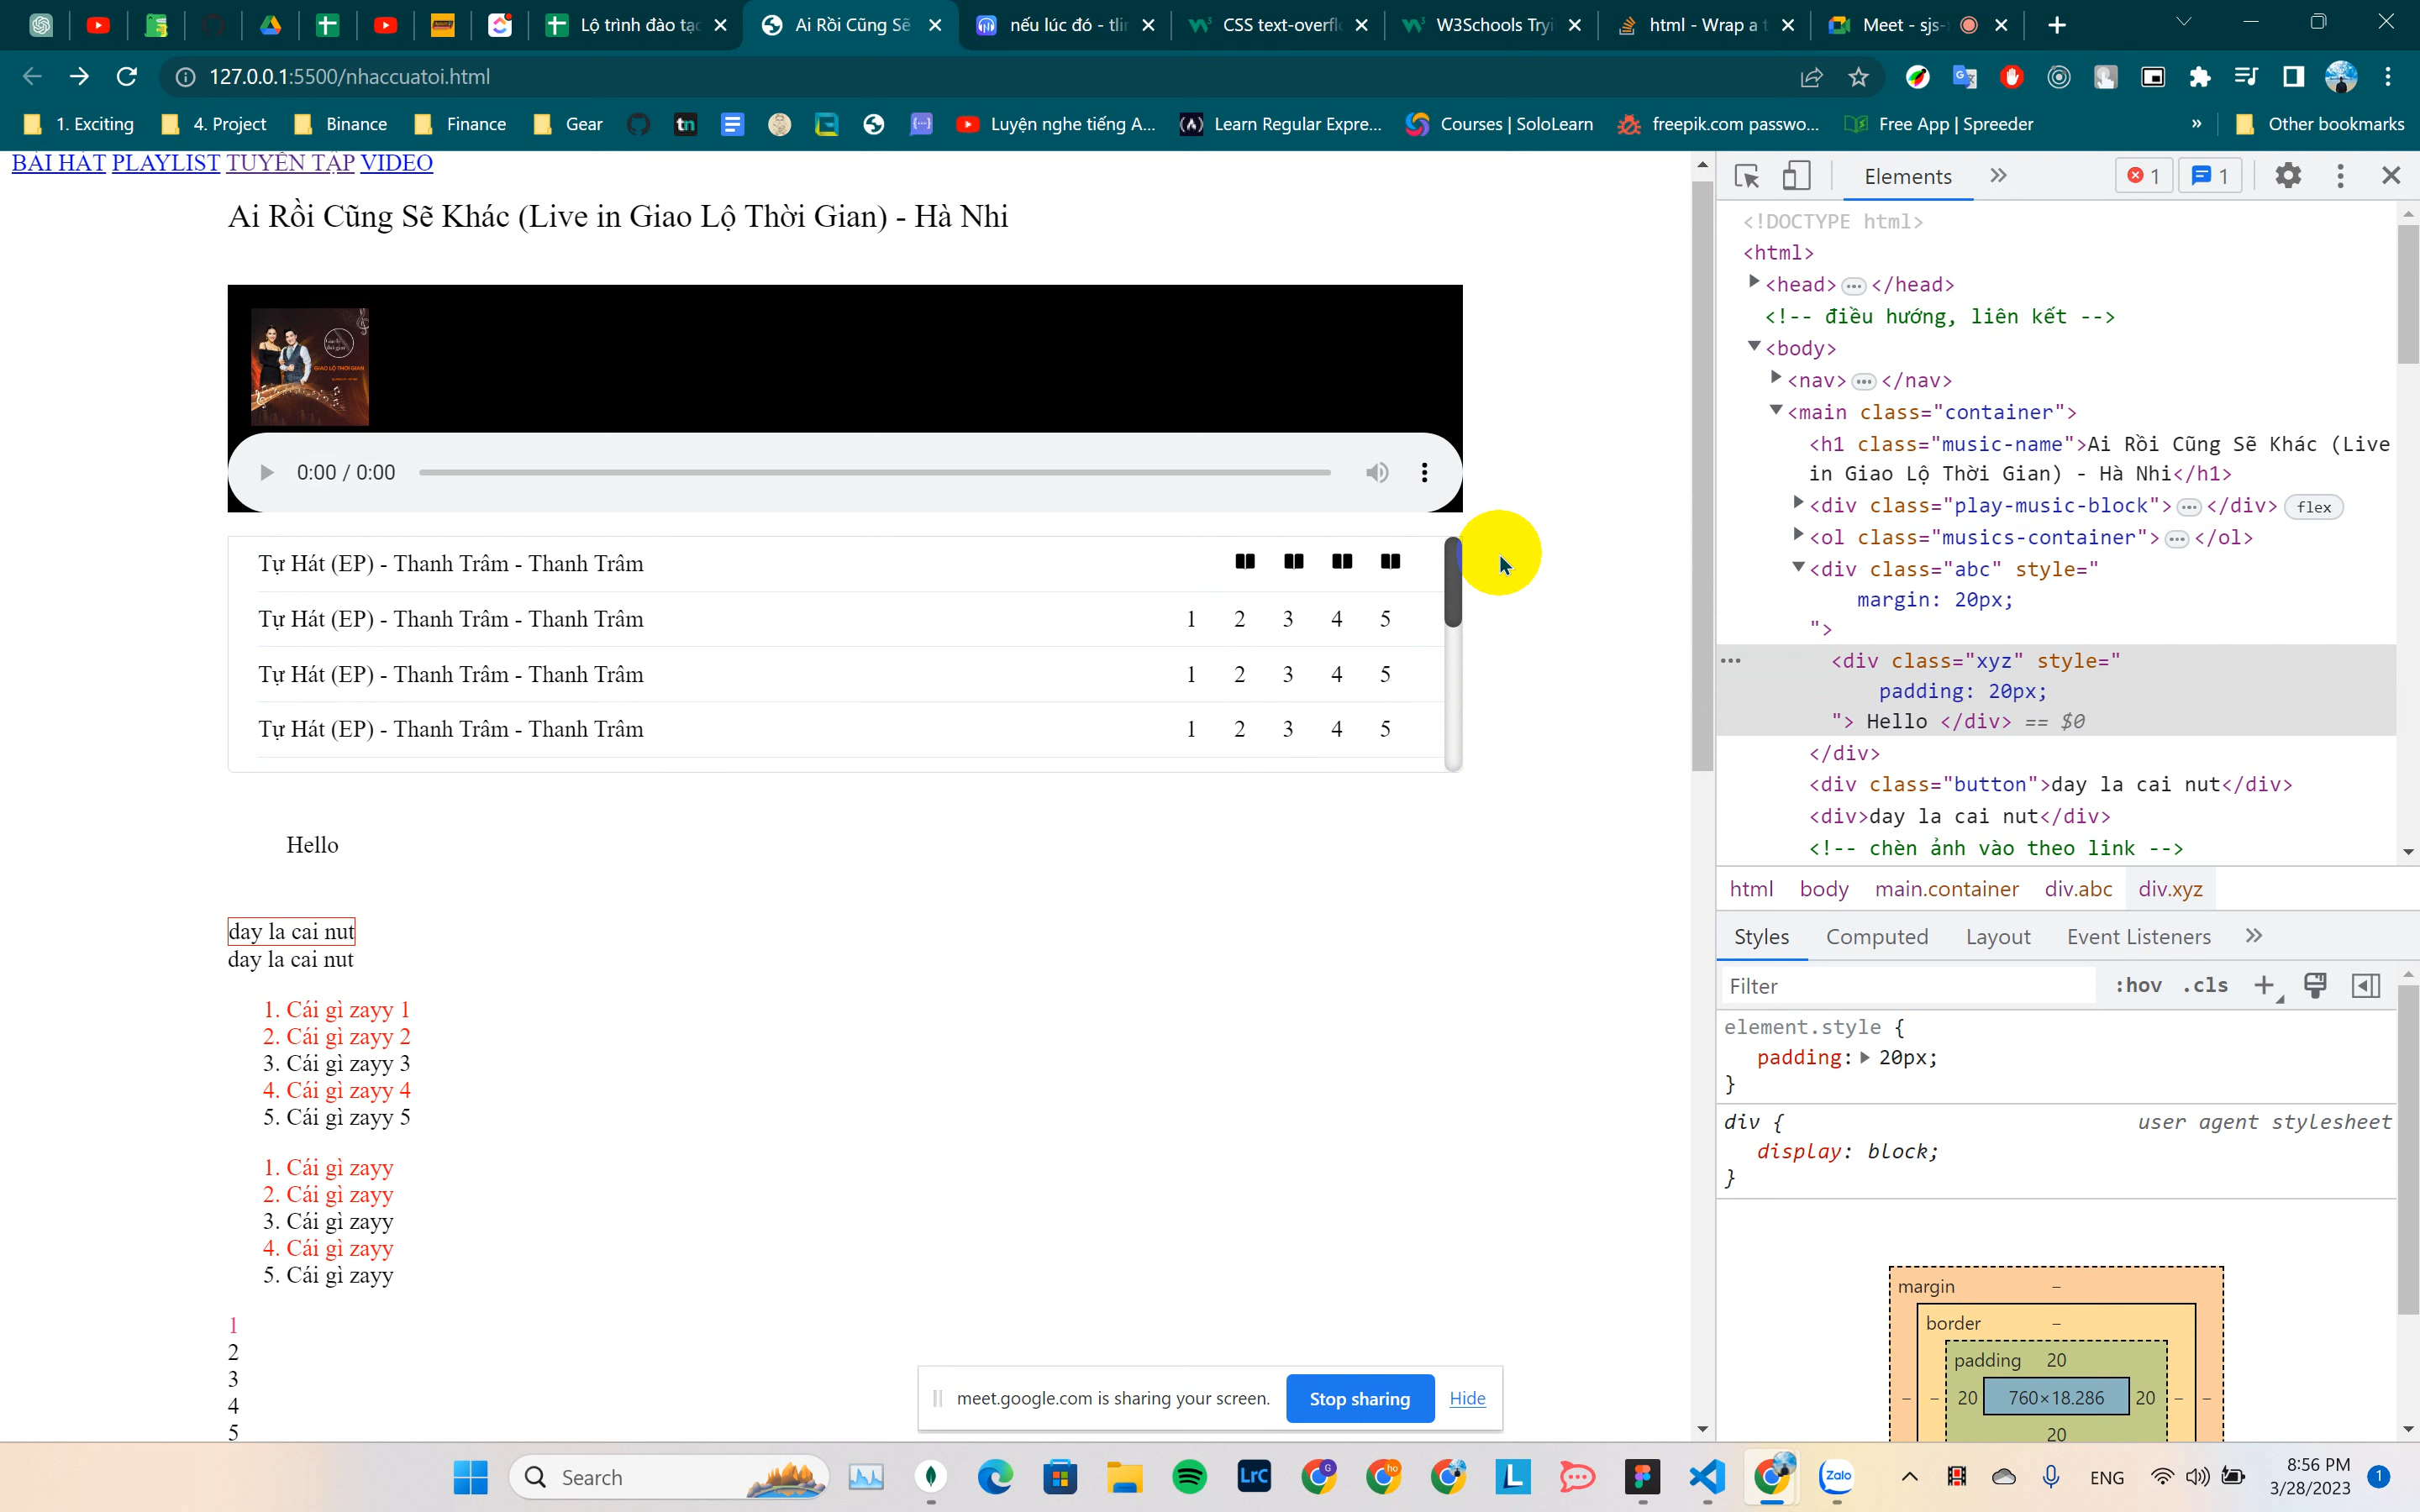 Lộ trình đào tạo
Ai Rồi Cũng Sẽ
nếu lúc đó - tlin
CSS text-overflo
W3Schools Tryi
html - Wrap a t
Meet - sjs-
127.0.0.1:5500/nhaccuatoi.html
1. Exciting
4. Project
Binance
Finance
Gear
tn
Luyện nghe tiếng A...
Learn Regular Expre...
Courses | SoloLearn
freepik.com passwo...
Free App | Spreeder
»
Other bookmarks
BÀI HÁT PLAYLIST TUYỂN TẬP VIDEO
Ai Rồi Cũng Sẽ Khác (Live in Giao Lộ Thời Gian) - Hà Nhi
GIAO LỘ THỜI GIAN
0:00 / 0:00
Tự Hát (EP) - Thanh Trâm - Thanh Trâm
Tự Hát (EP) - Thanh Trâm - Thanh Trâm 1 2 3 4 5
Tự Hát (EP) - Thanh Trâm - Thanh Trâm 1 2 3 4 5
Tự Hát (EP) - Thanh Trâm - Thanh Trâm 1 2 3 4 5
Hello
day la cai nut
day la cai nut
1. Cái gì zayy 1
2. Cái gì zayy 2
3. Cái gì zayy 3
4. Cái gì zayy 4
5. Cái gì zayy 5
1. Cái gì zayy
2. Cái gì zayy
3. Cái gì zayy
4. Cái gì zayy
5. Cái gì zayy
1
2
3
4
5
meet.google.com is sharing your screen. Stop sharing Hide
Elements » 1 1
<!DOCTYPE html>
<html>
<head>…</head>
<!-- điều hướng, liên kết -->
<body>
<nav>…</nav>
<main class="container">
<h1 class="music-name">Ai Rồi Cũng Sẽ Khác (Live
in Giao Lộ Thời Gian) - Hà Nhi</h1>
<div class="play-music-block">…</div> flex
<ol class="musics-container">…</ol>
<div class="abc" style="
margin: 20px;
">
… <div class="xyz" style="
padding: 20px;
"> Hello </div> == $0
</div>
<div class="button">day la cai nut</div>
<div>day la cai nut</div>
<!-- chèn ảnh vào theo link -->
html body main.container div.abc div.xyz
Styles Computed Layout Event Listeners »
Filter :hov .cls
element.style {
padding: 20px;
}
div { user agent stylesheet
display: block;
}
margin –
border –
padding 20
– – 20 760×18.286 20 – –
20
Search
LrC
G
ho
L
Zalo
ENG
8:56 PM
3/28/2023
1